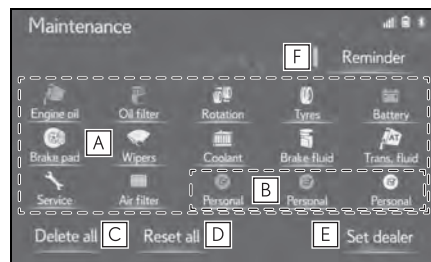 Maintenance
F Reminder
Engine oil Oil filter Rotation Tyres Battery
AT
Brake pad A Wipers Coolant Brake fluid Trans. fluid
Service Air filter Personal B Personal Personal
Delete all C Reset all D E Set dealer